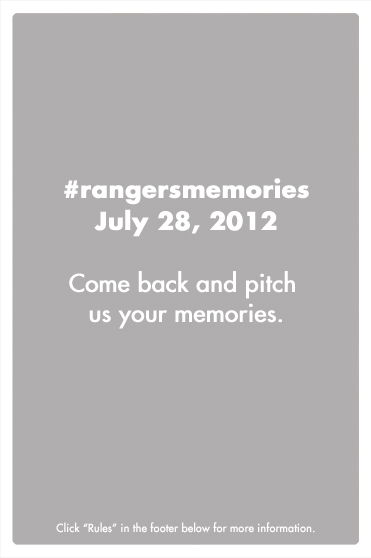 #rangersmemories
July 28, 2012
Come back and pitch
us your memories.
Click “Rules” in the footer below for more information.